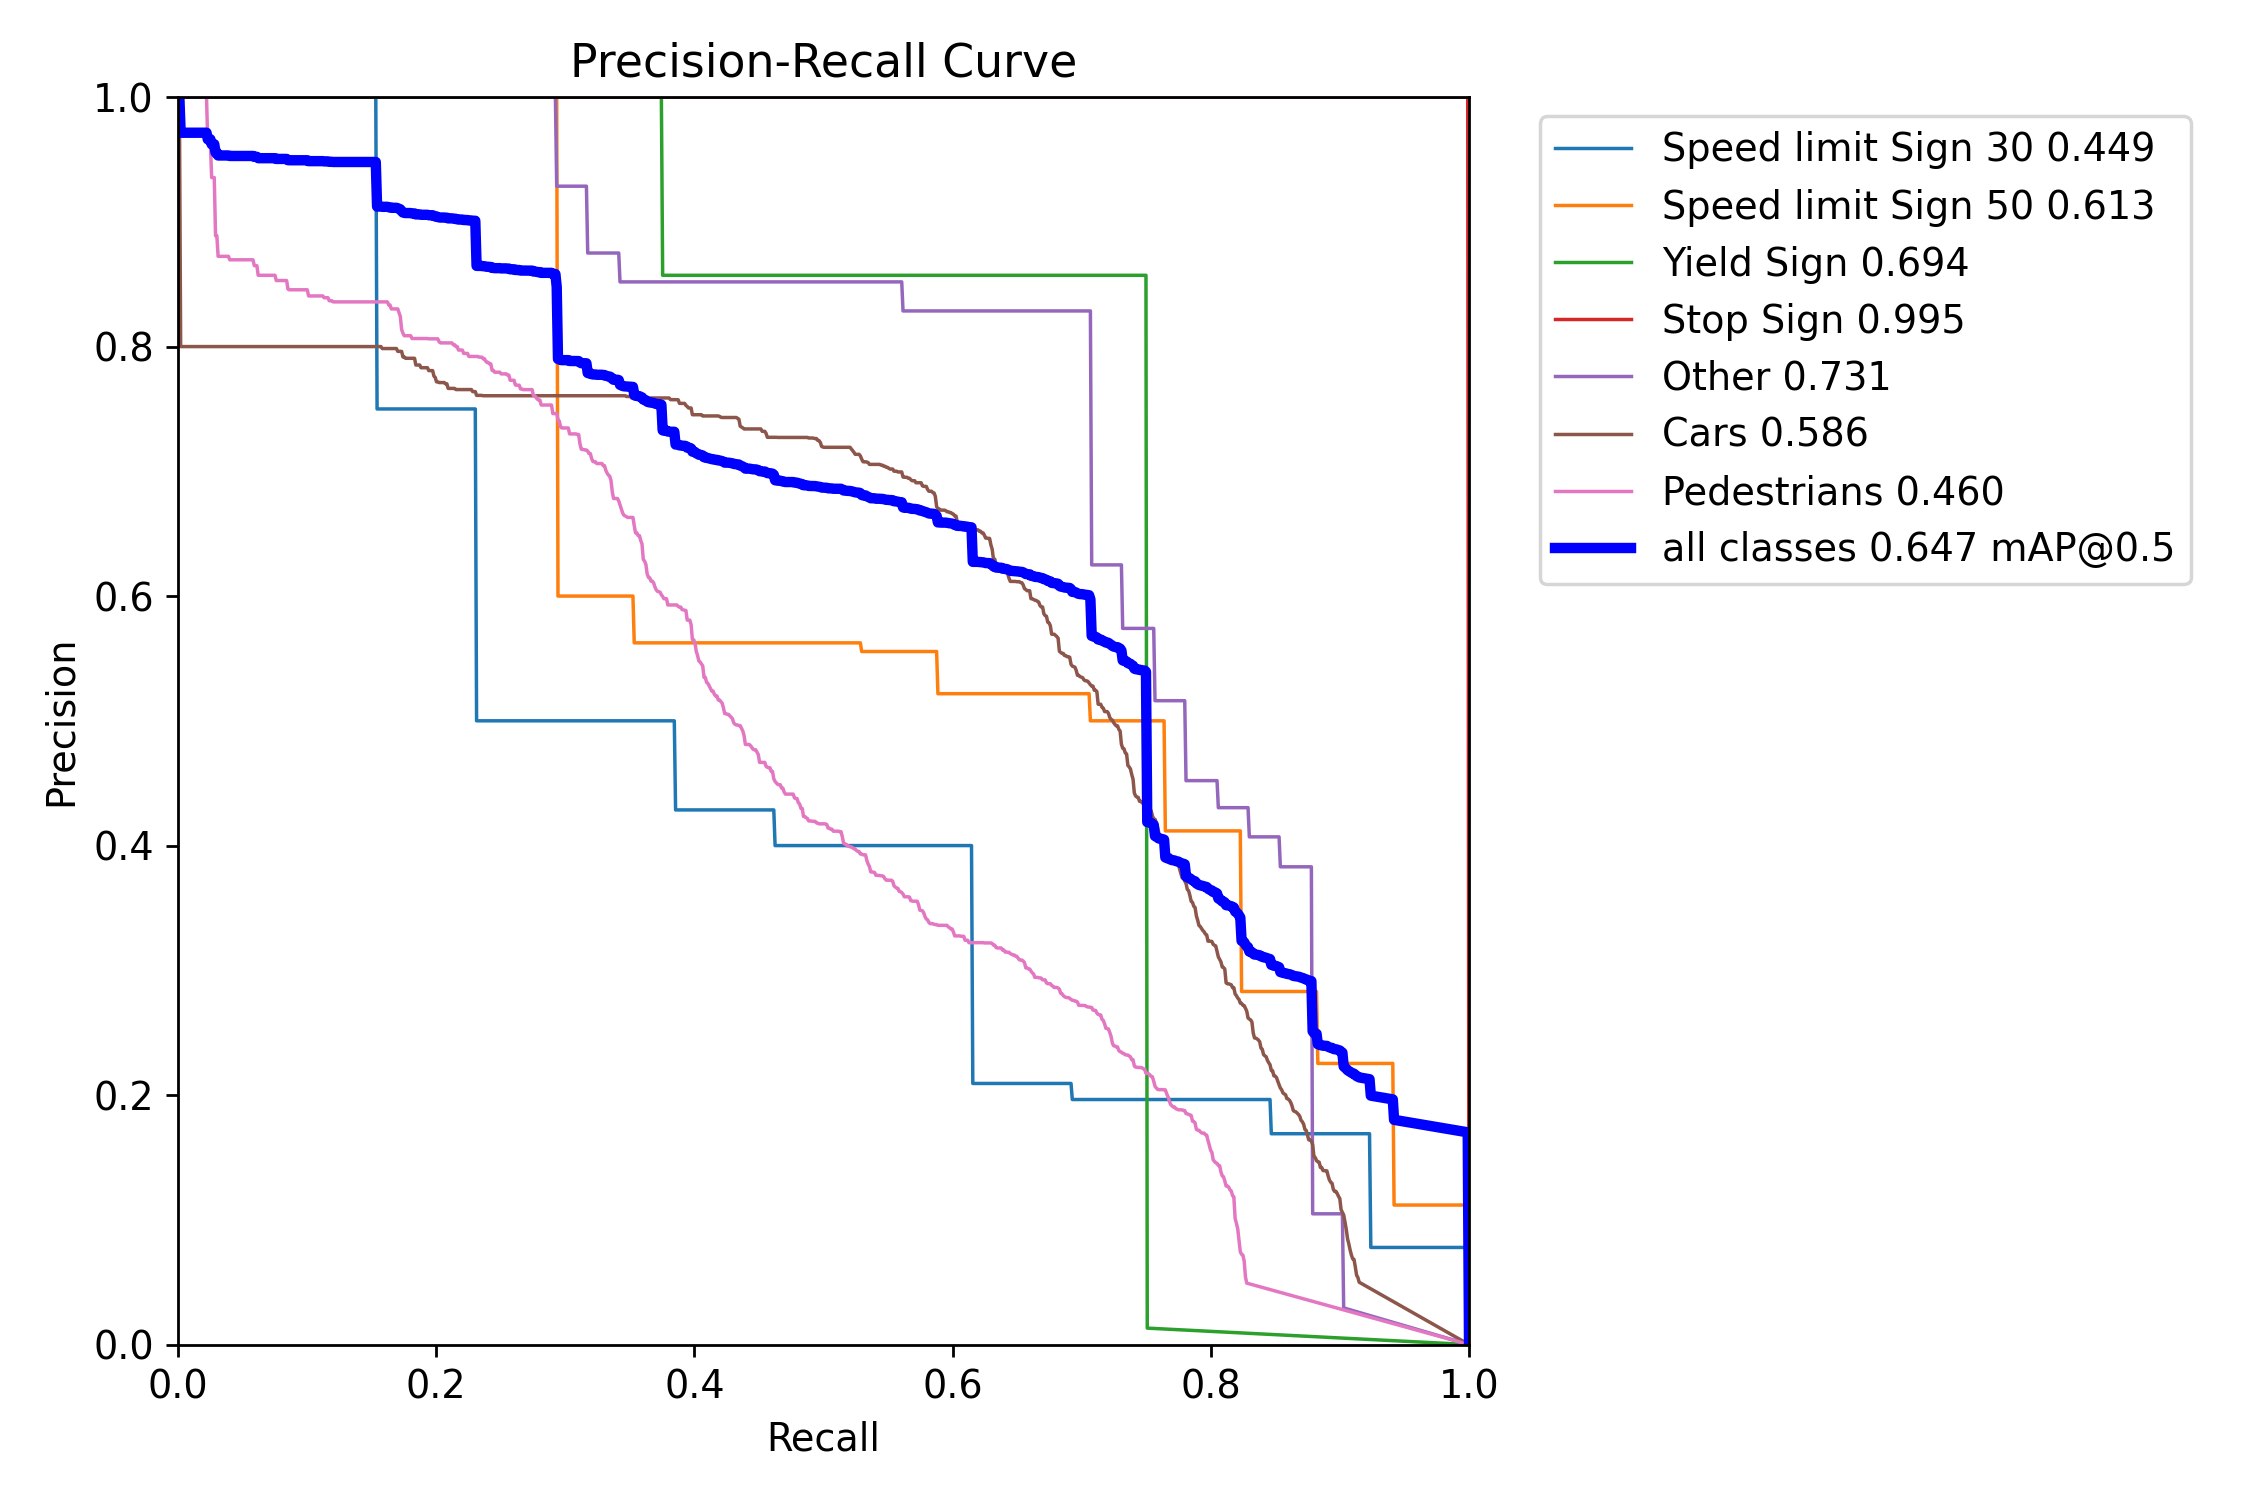 Precision-Recall Curve
1.0
0.8
0.6
0.4
0.2
0.0
Precision
0.0 0.2 0.4 0.6 0.8 1.0
Recall
Speed limit Sign 30 0.449
Speed limit Sign 50 0.613
Yield Sign 0.694
Stop Sign 0.995
Other 0.731
Cars 0.586
Pedestrians 0.460
all classes 0.647 mAP@0.5